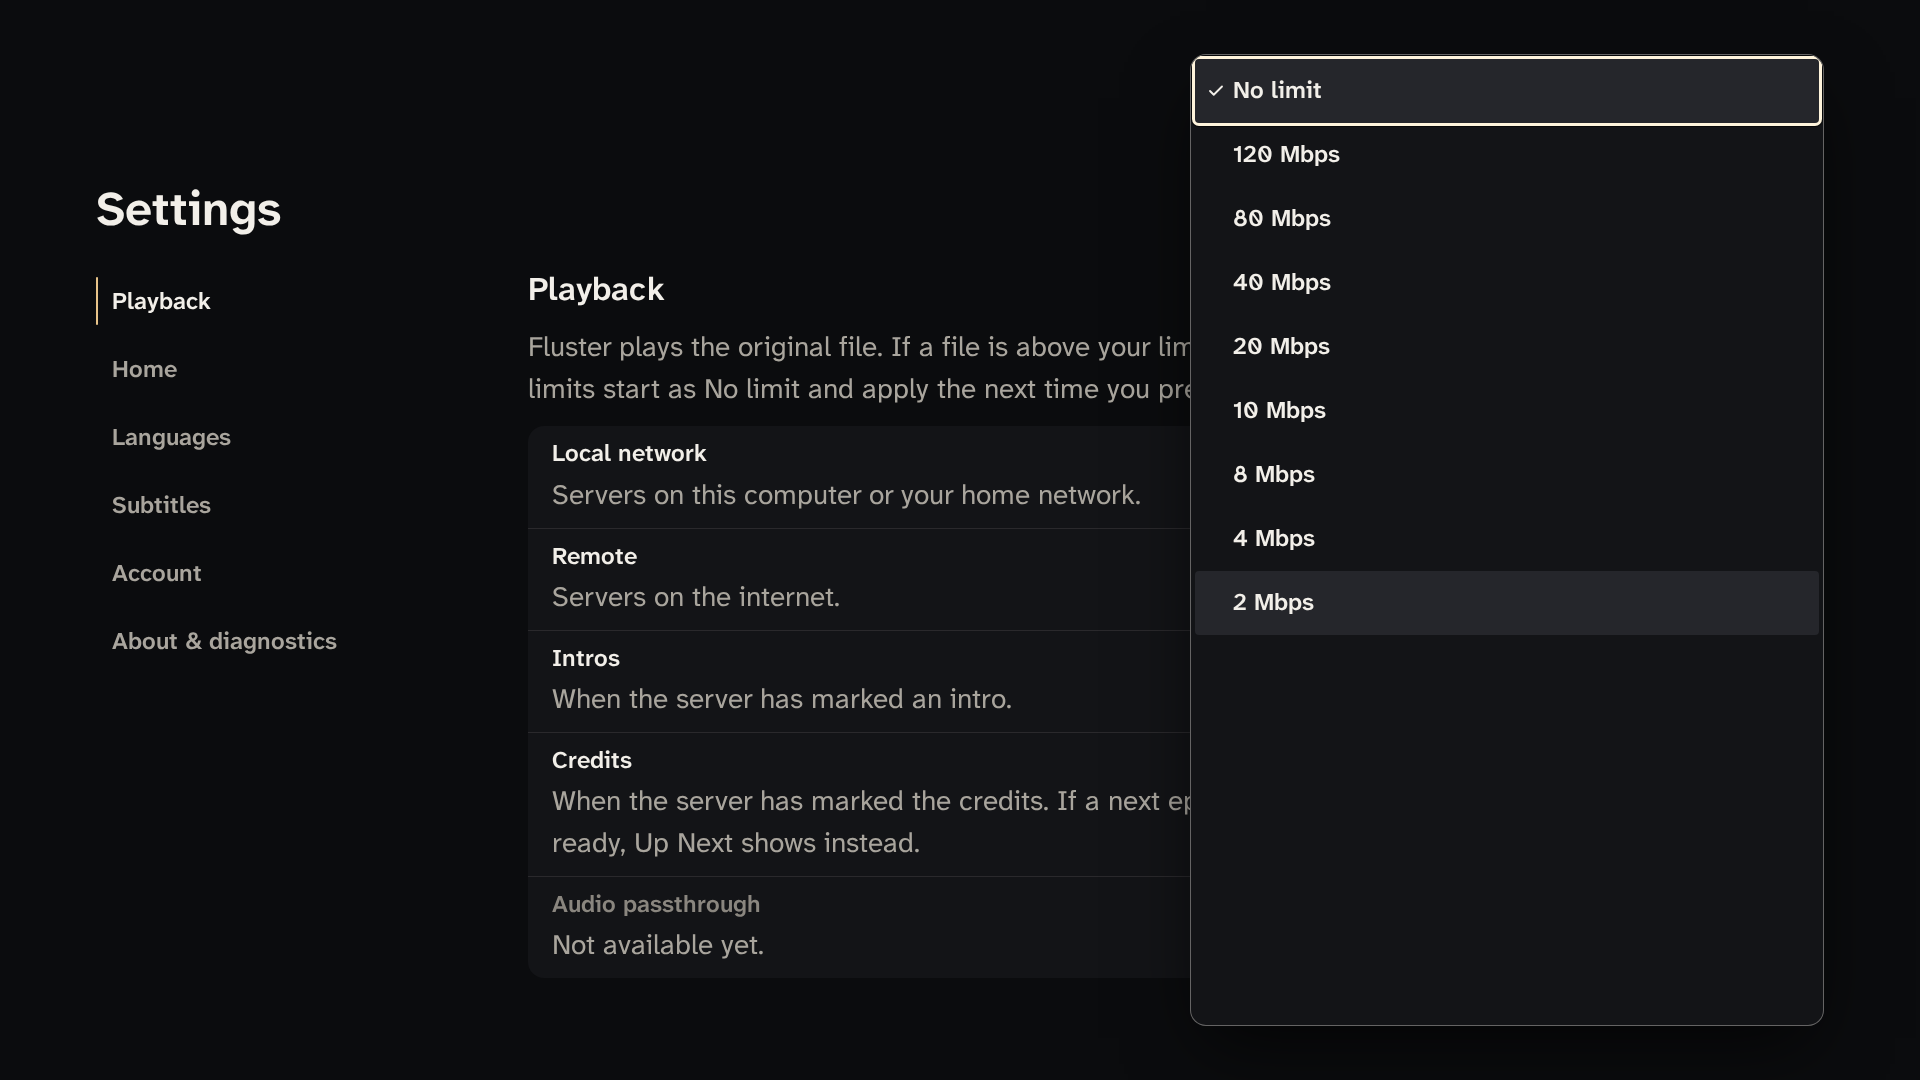 Settings
Playback
Home
Languages
Subtitles
Account
About & diagnostics
Playback
Fluster plays the original file. If a file is above your
limits start as No limit and apply the next time you
Local network
Servers on this computer or your home network.
Remote
Servers on the internet.
Intros
When the server has marked an intro.
Credits
When the server has marked the credits. If a next
ready, Up Next shows instead.
Audio passthrough
Not available yet.
No limit
120 Mbps
80 Mbps
40 Mbps
20 Mbps
10 Mbps
8 Mbps
4 Mbps
2 Mbps